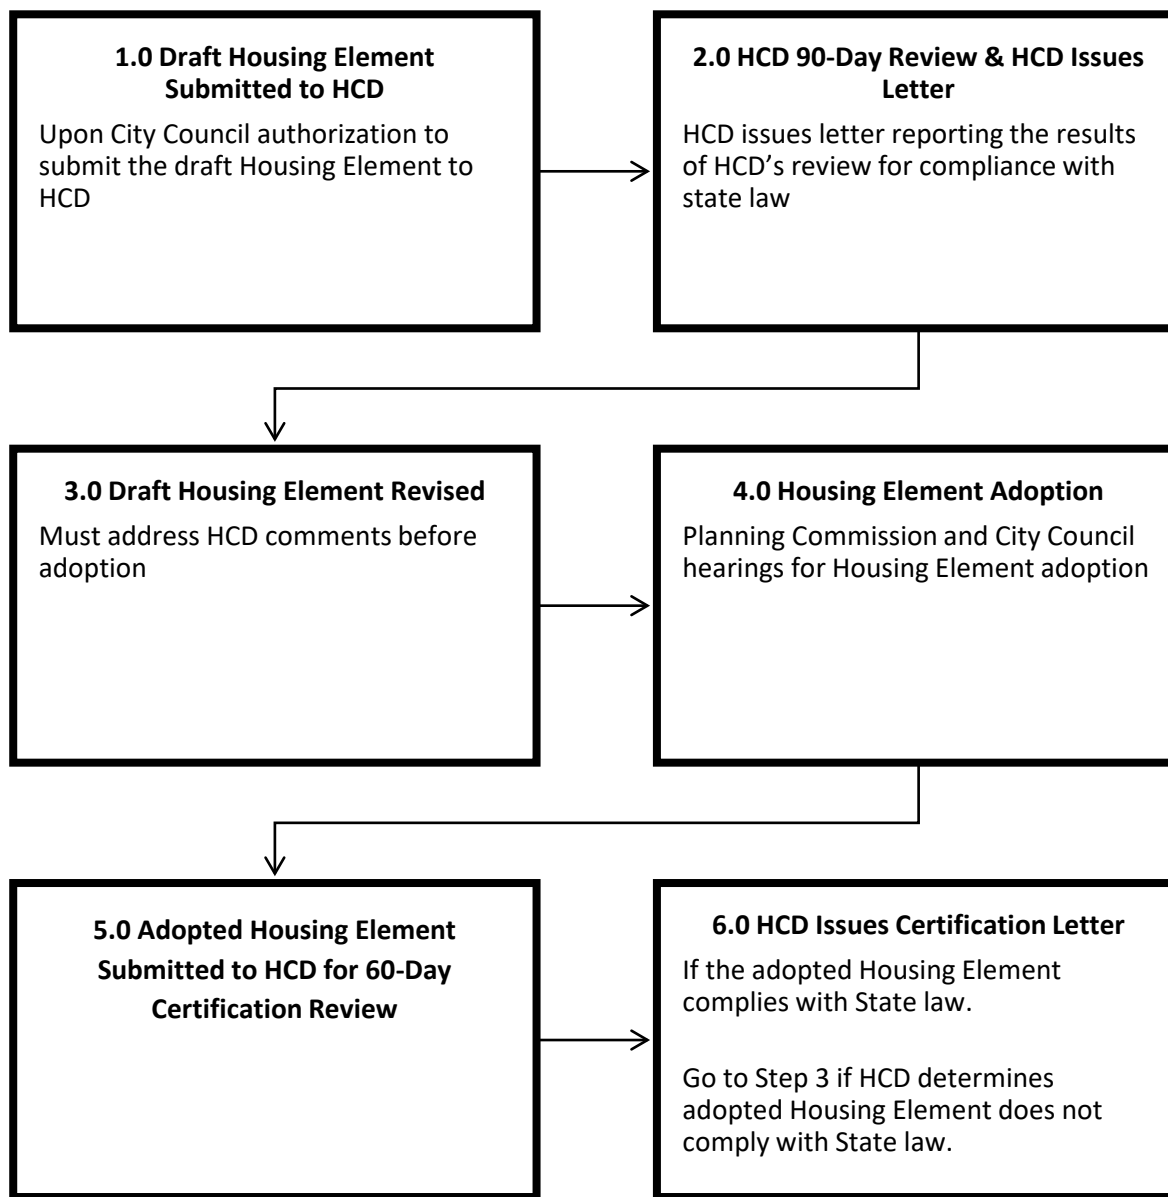 1.0 Draft Housing Element
Submitted to HCD
Upon City Council authorization to
submit the draft Housing Element to
HCD
2.0 HCD 90-Day Review & HCD Issues
Letter
HCD issues letter reporting the results
of HCD’s review for compliance with
state law
3.0 Draft Housing Element Revised
Must address HCD comments before
adoption
4.0 Housing Element Adoption
Planning Commission and City Council
hearings for Housing Element adoption
5.0 Adopted Housing Element
Submitted to HCD for 60-Day
Certification Review
6.0 HCD Issues Certification Letter
If the adopted Housing Element
complies with State law.
Go to Step 3 if HCD determines
adopted Housing Element does not
comply with State law.